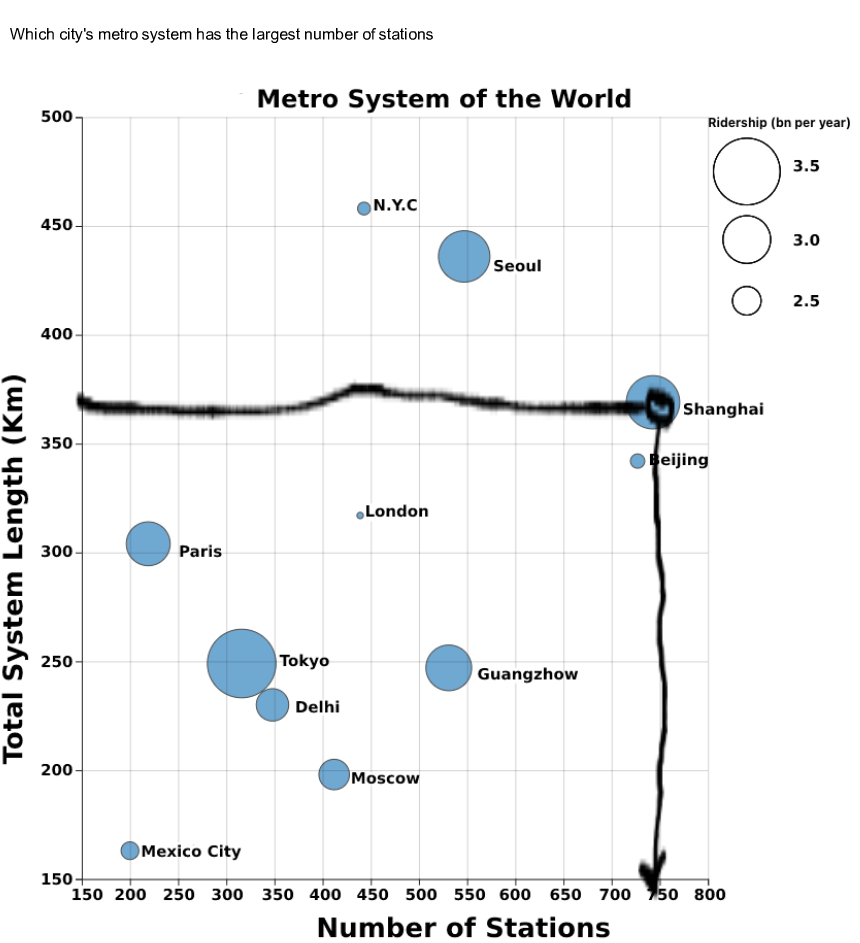 Which city's metro system has the largest number of stations
Metro System of the World
Ridership (bn per year)
3.5
3.0
2.5
500
450
400
350
300
250
200
150
Total System Length (Km)
N.Y.C
Seoul
Shanghai
Beijing
London
Paris
Tokyo
Guangzhow
Delhi
Moscow
Mexico City
150 200 250 300 350 400 450 500 550 600 650 700 750 800
Number of Stations